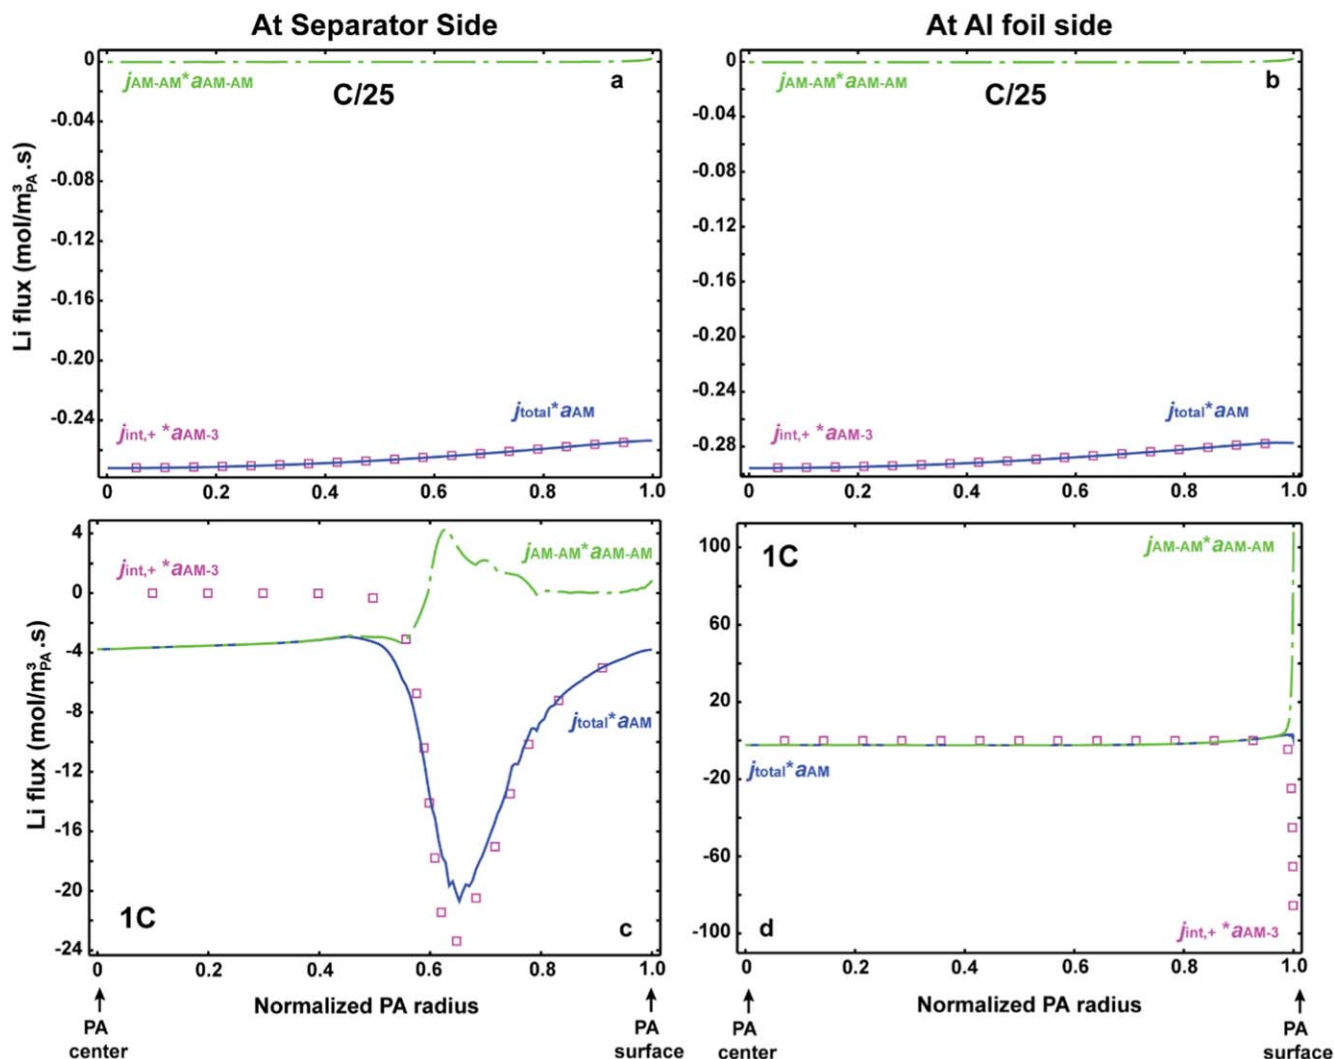 At Separator Side
At Al foil side
Li flux (mol/m³PA.s)
0
-0.04
-0.08
-0.12
-0.16
-0.20
-0.24
jAM-AM*aAM-AM
C/25
a
jtotal*aAM
jint,+ *aAM-3
0 0.2 0.4 0.6 0.8 1.0
0
-0.04
-0.08
-0.12
-0.16
-0.20
-0.24
-0.28
jAM-AM*aAM-AM
C/25
b
jtotal*aAM
jint,+ *aAM-3
0 0.2 0.4 0.6 0.8 1.0
Li flux (mol/m³PA.s)
4
0
-4
-8
-12
-16
-20
-24
jint,+ *aAM-3
jAM-AM*aAM-AM
jtotal*aAM
1C
c
0 0.2 0.4 0.6 0.8 1.0
Normalized PA radius
PA
center
PA
surface
100
60
20
-20
-60
-100
1C
jAM-AM*aAM-AM
jtotal*aAM
d
jint,+ *aAM-3
0 0.2 0.4 0.6 0.8 1.0
Normalized PA radius
PA
center
PA
surface